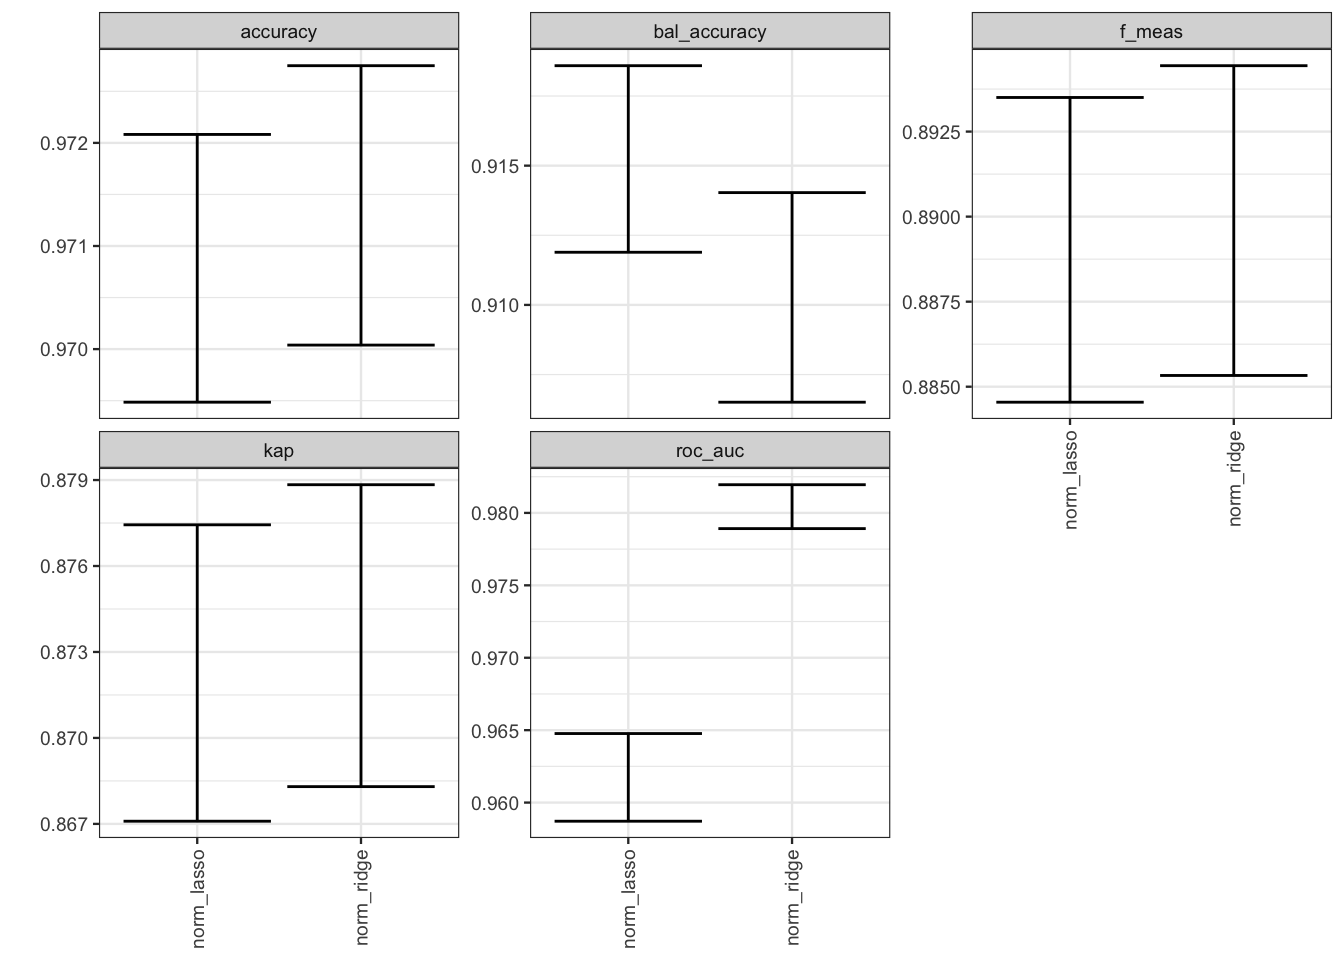 accuracy
bal_accuracy
f_meas
0.972
0.971
0.970
0.915
0.910
0.8925
0.8900
0.8875
0.8850
norm_lasso
norm_ridge
kap
roc_auc
0.879
0.876
0.873
0.870
0.867
0.980
0.975
0.970
0.965
0.960
norm_lasso
norm_ridge
norm_lasso
norm_ridge